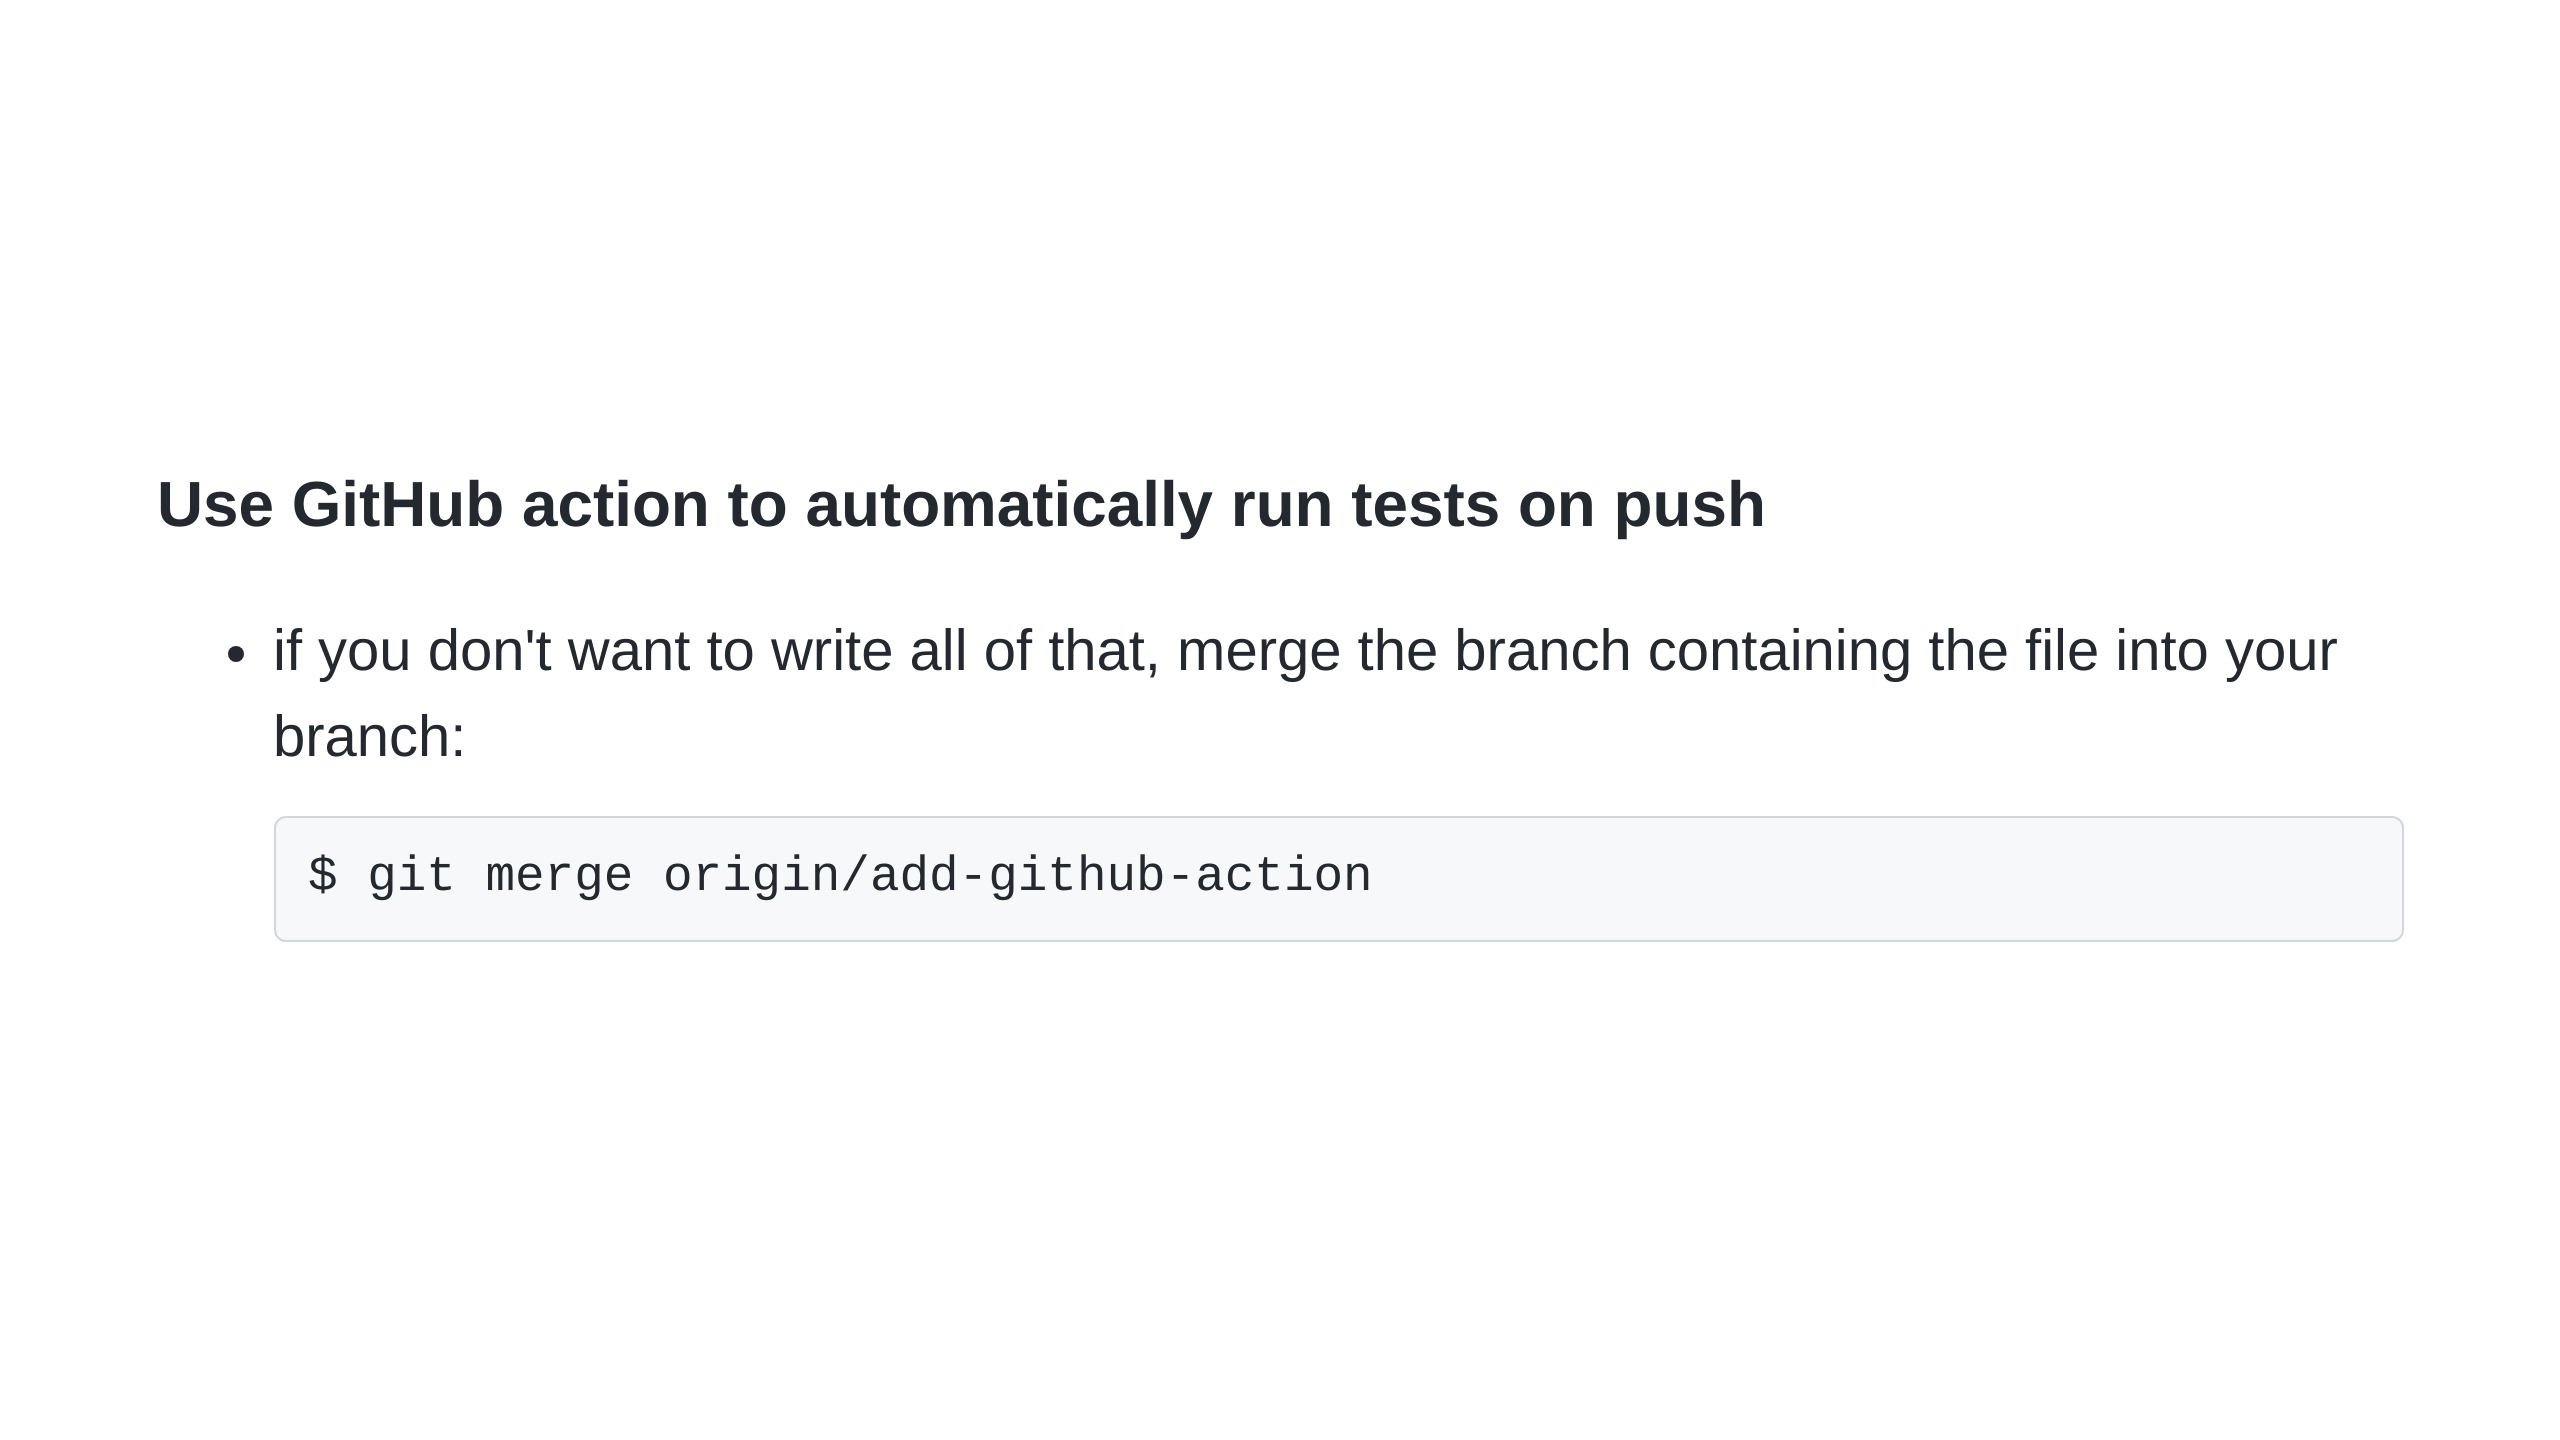 Use GitHub action to automatically run tests on push
• if you don't want to write all of that, merge the branch containing the file into your
branch:
$ git merge origin/add-github-action